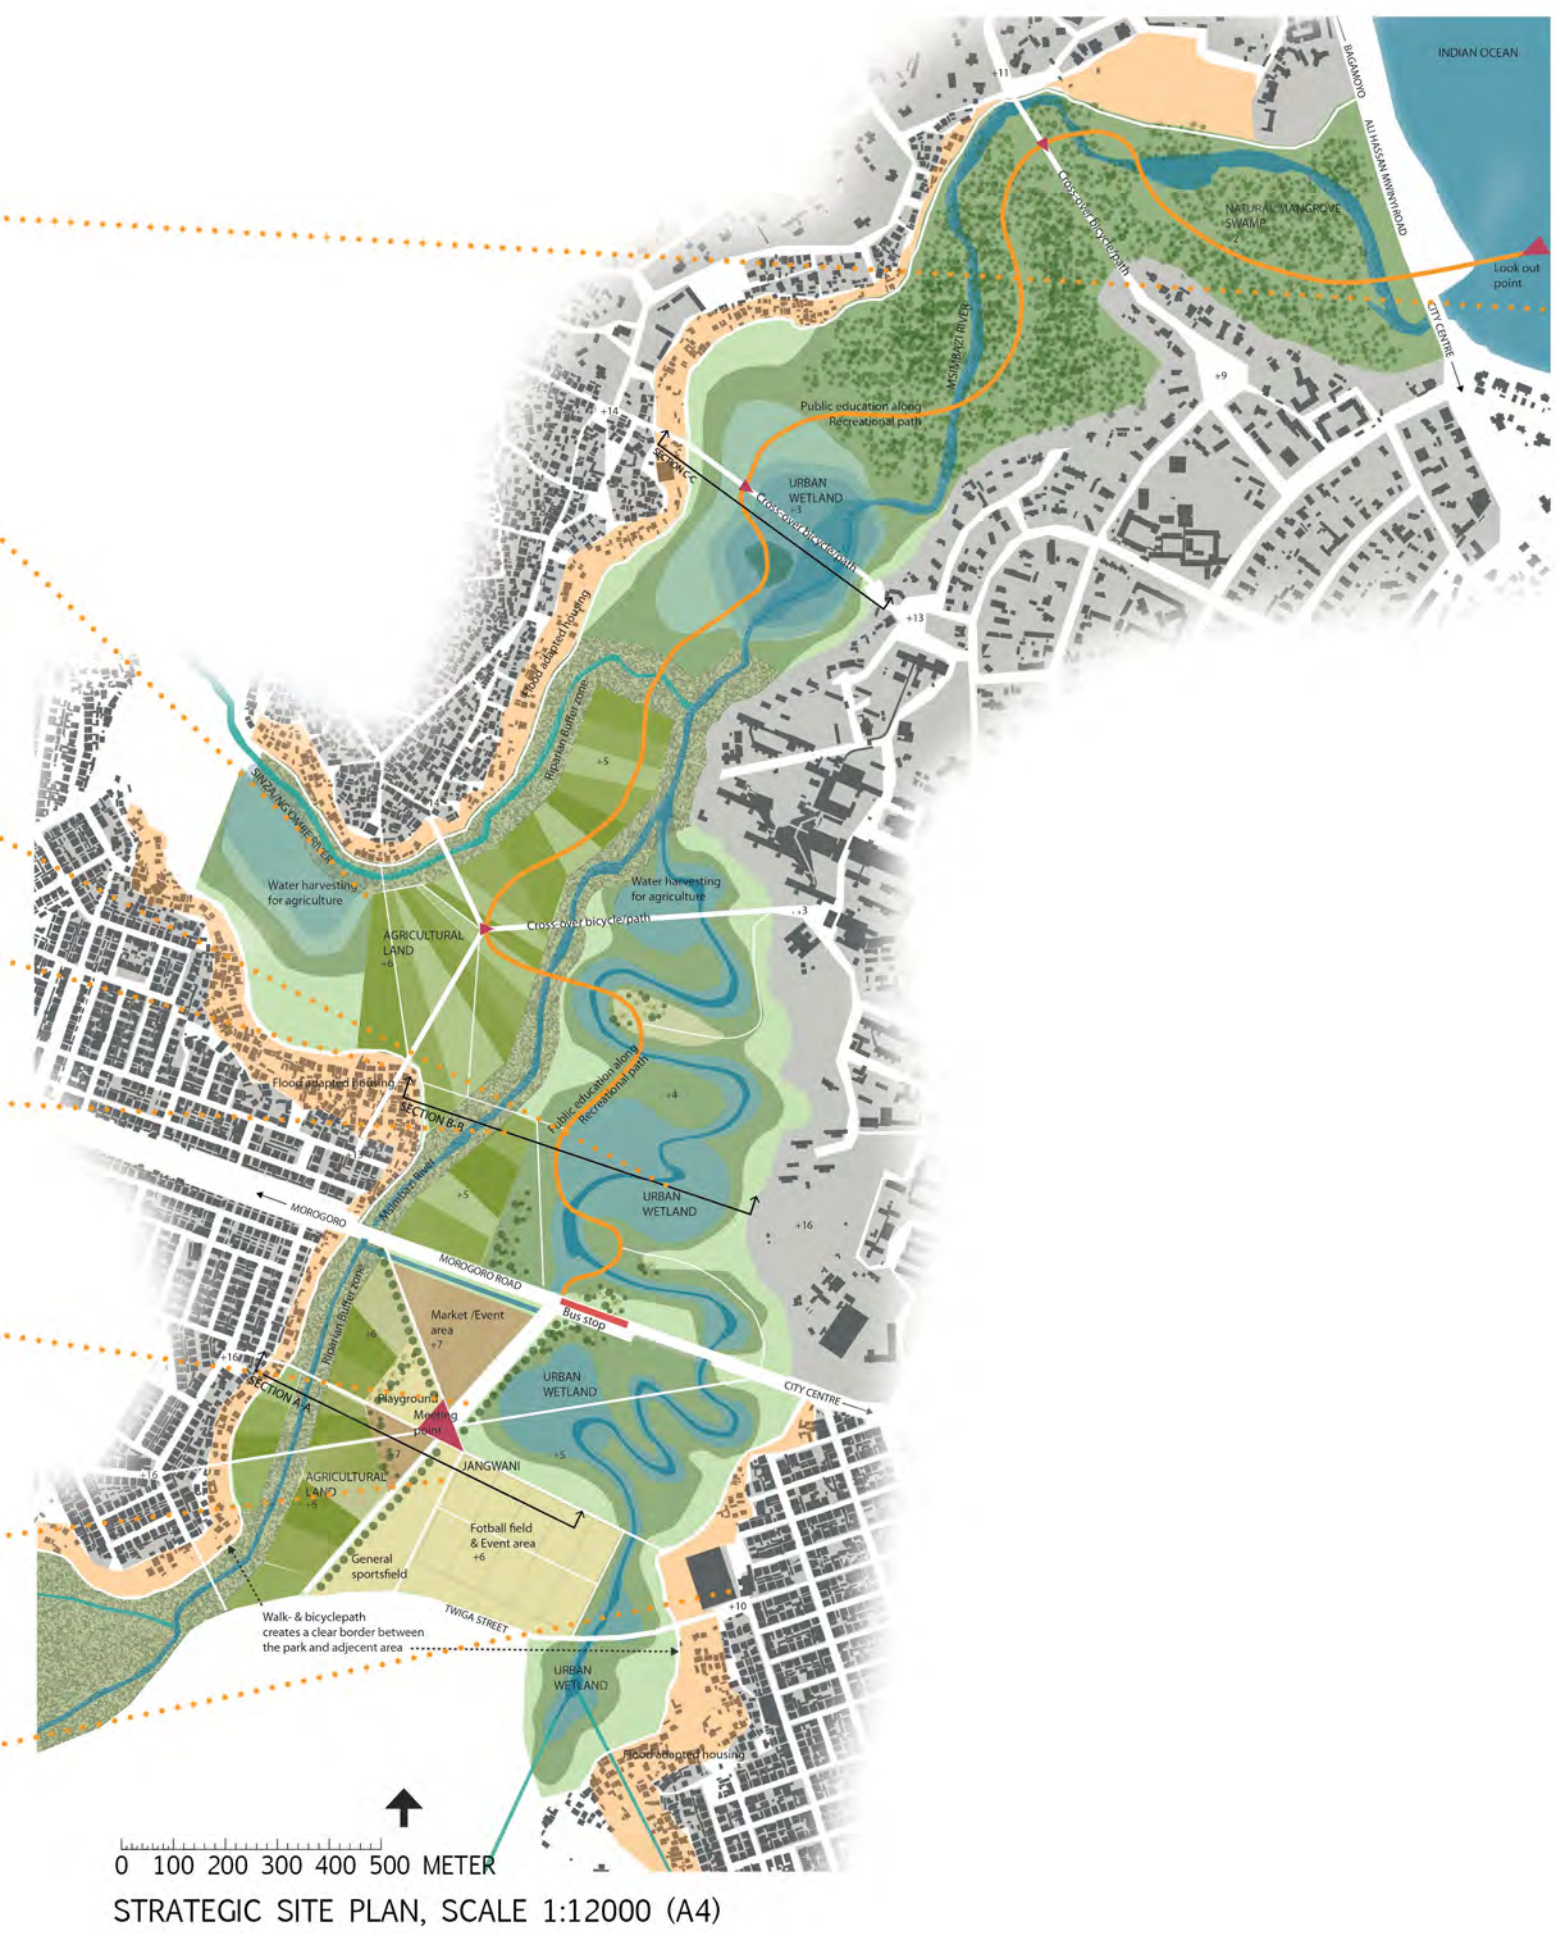 INDIAN OCEAN
BAGAMOYO
ALI HASSAN MWINYI ROAD
+11
Cross-over bicycle/path
NATURAL MANGROVE
SWAMP
Look out
point
CITY CENTRE
MSIMBAZI RIVER
+9
Public education along
Recreational path
+14
SECTION C-C
URBAN
WETLAND
+3
Cross-over bicycle/path
+13
Flood adapted housing
Riparian Buffer zone
+5
SINZA/NG'OMBE RIVER
Water harvesting
for agriculture
Water harvesting
for agriculture
Cross-over bicycle/path
AGRICULTURAL
LAND
+6
Flood adapted housing
SECTION B-B
Public education along
Recreational path
+4
Msimbazi River
+5
URBAN
WETLAND
+16
MOROGORO
MOROGORO ROAD
Bus stop
Riparian Buffer zone
Market /Event
area
+7
+6
+16
SECTION A-A
Playground
Meeting
point
URBAN
WETLAND
CITY CENTRE
+5
JANGWANI
+16
AGRICULTURAL
LAND
+5
Fotball field
& Event area
+6
General
sportsfield
TWIGA STREET
+10
Walk- & bicyclepath
creates a clear border between
the park and adjecent area
URBAN
WETLAND
Flood adapted housing
0 100 200 300 400 500 METER
STRATEGIC SITE PLAN, SCALE 1:12000 (A4)